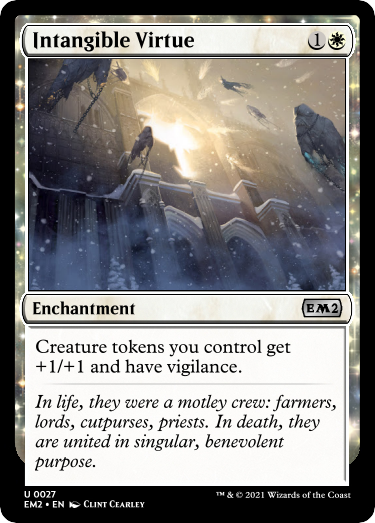 Intangible Virtue 1
Enchantment EM2
Creature tokens you control get
+1/+1 and have vigilance.
In life, they were a motley crew: farmers,
lords, cutpurses, priests. In death, they
are united in singular, benevolent
purpose.
U 0027
EM2 • EN Clint Cearley ™ & © 2021 Wizards of the Coast